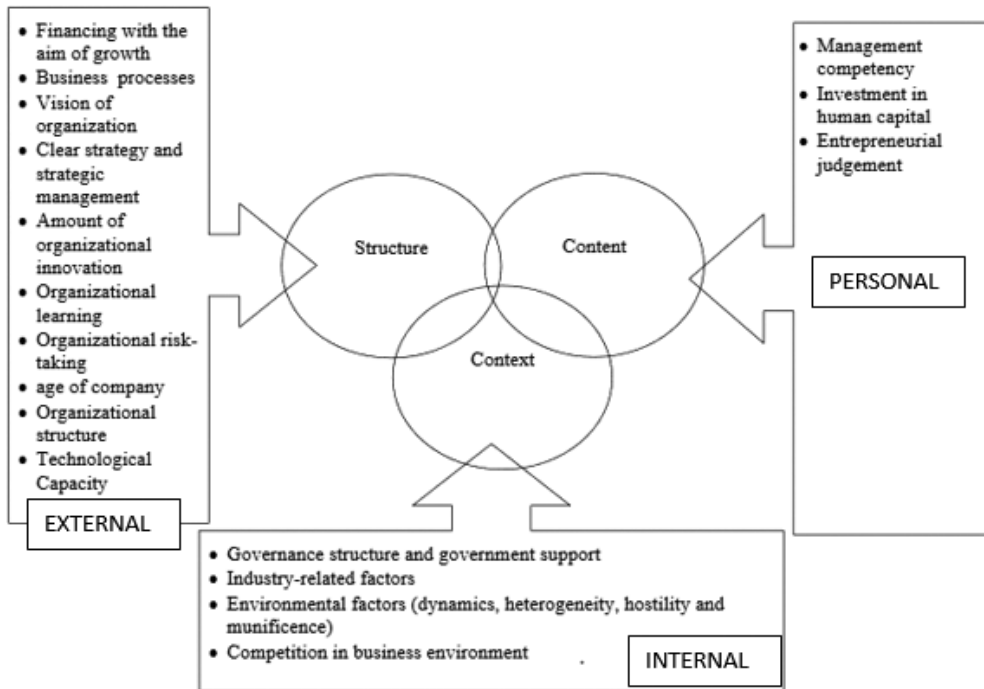 • Financing with the
aim of growth
• Business processes
• Vision of
organization
• Clear strategy and
strategic
management
• Amount of
organizational
innovation
• Organizational
learning
• Organizational risk-
taking
• age of company
• Organizational
structure
• Technological
Capacity
EXTERNAL
Structure
Content
Context
• Management
competency
• Investment in
human capital
• Entrepreneurial
judgement
PERSONAL
• Governance structure and government support
• Industry-related factors
• Environmental factors (dynamics, heterogeneity, hostility and
munificence)
• Competition in business environment .
INTERNAL